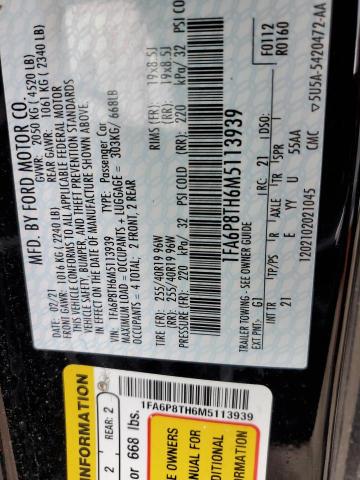 MFD. BY FORD MOTOR CO.
02/21 GVWR: 2050 KG ( 4520 LB)
FRONT GAWR: 1016 KG ( 2240 LB) REAR GAWR: 1061 KG ( 2340 LB)
THIS VEHICLE CONFORMS TO ALL APPLICABLE FEDERAL MOTOR
VEHICLE SAFETY, BUMPER, AND THEFT PREVENTION STANDARDS
IN EFFECT ON THE DATE OF MANUFACTURE SHOWN ABOVE.
VIN: 1FA6P8TH6M5113939 Passenger Car
MAXIMUM LOAD = OCCUPANTS + LUGGAGE = 303KG/ 668LB
OCCUPANTS = 4 TOTAL: 2 FRONT, 2 REAR
TIRE (FR): 255/40R19 96W RIMS (FR): 19x8.5J
(RR): 255/40R19 96W (RR): 19x8.5J
PRESSURE (FR): 220 kPa/ 32 PSI COLD (RR): 220 kPa/ 32 PSI COLD
1FA6P8TH6M5113939
TRAILER TOWING - SEE OWNER GUIDE F0112
EXT PNT: G1 RC: 21 DSO: R0160
INT TR TP/PS R AXLE TR SPR
21 E YY U 55AA
1202102021045 CMC ▽5U5A-5420472-AA
INFORMATION
2 REAR: 2
or 668 lbs.
1FA6P8TH6M5113939
SEE OWNERS
MANUAL FOR
ADDITIONAL
INFORMATION